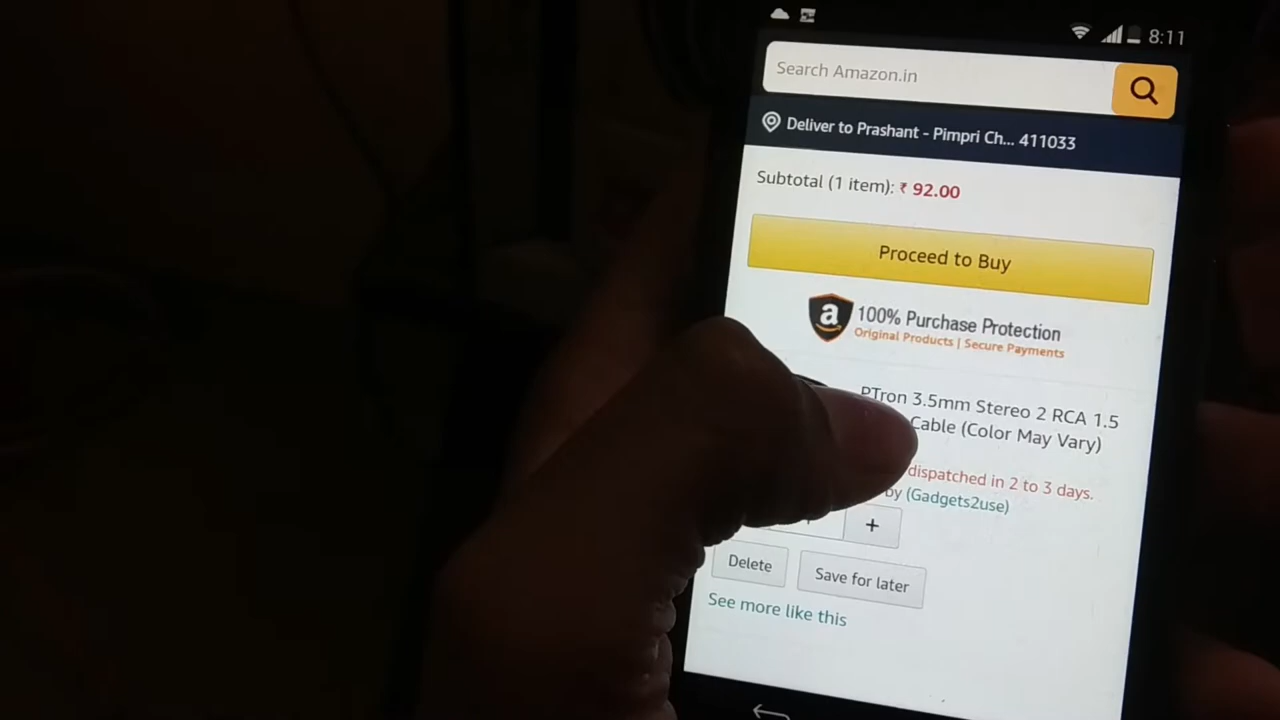 8:11
Search Amazon.in
Deliver to Prashant - Pimpri Ch... 411033
Subtotal (1 item): ₹ 92.00
Proceed to Buy
a 100% Purchase Protection
Original Products | Secure Payments
PTron 3.5mm Stereo 2 RCA 1.5
Cable (Color May Vary)
dispatched in 2 to 3 days.
by (Gadgets2use)
+
Delete
Save for later
See more like this